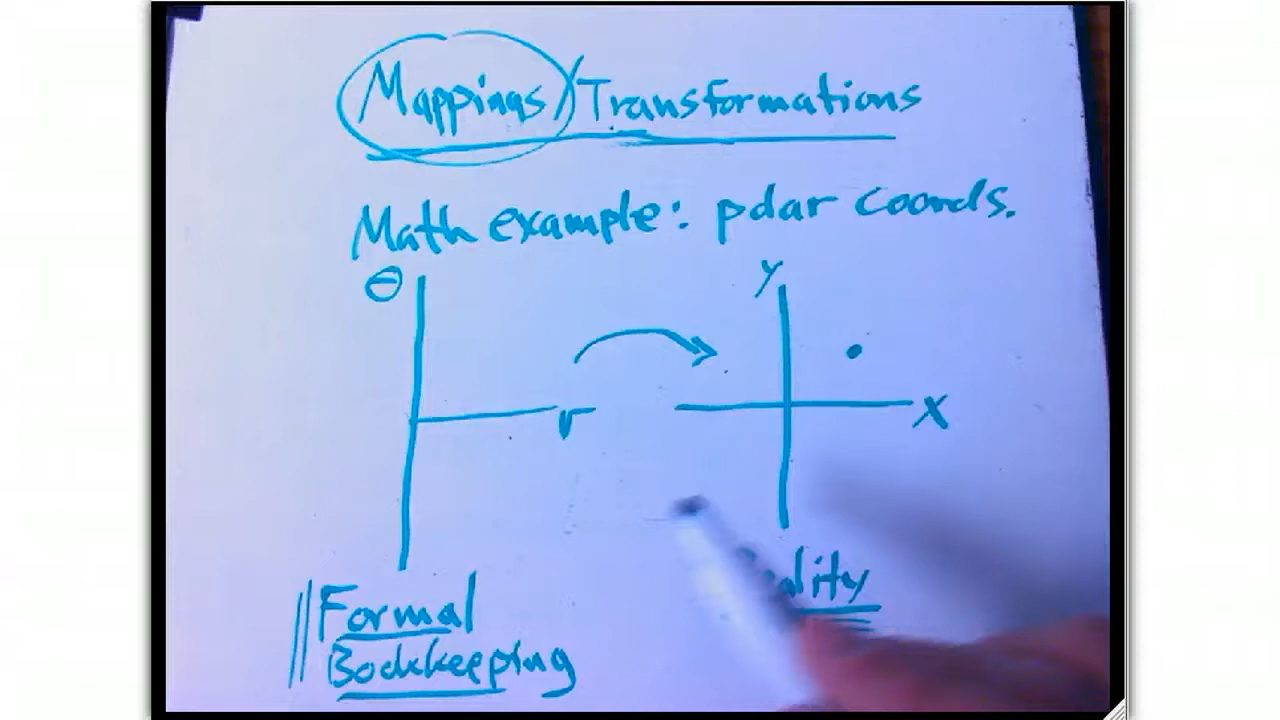 Mappings/Transformations
Math example: polar coords.
θ
y
r
x
Formal
Bookkeeping